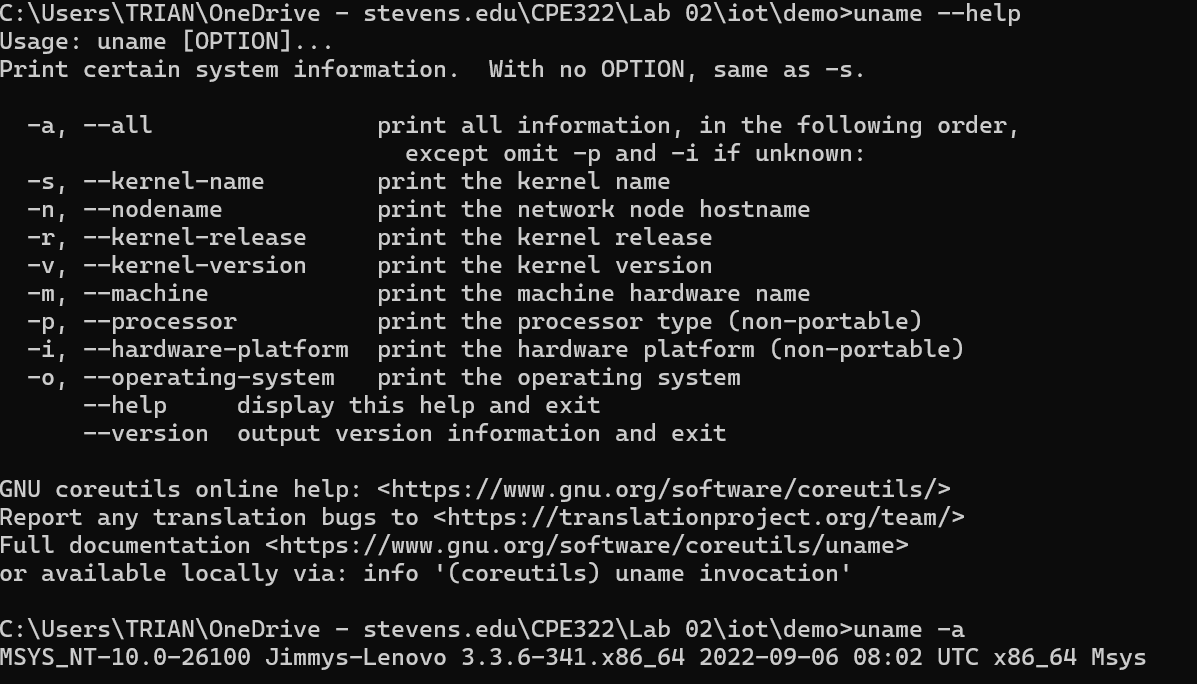 C:\Users\TRIAN\OneDrive - stevens.edu\CPE322\Lab 02\iot\demo>uname --help
Usage: uname [OPTION]...
Print certain system information.  With no OPTION, same as -s.

  -a, --all                print all information, in the following order,
                             except omit -p and -i if unknown:
  -s, --kernel-name        print the kernel name
  -n, --nodename           print the network node hostname
  -r, --kernel-release     print the kernel release
  -v, --kernel-version     print the kernel version
  -m, --machine            print the machine hardware name
  -p, --processor          print the processor type (non-portable)
  -i, --hardware-platform  print the hardware platform (non-portable)
  -o, --operating-system   print the operating system
      --help     display this help and exit
      --version  output version information and exit

GNU coreutils online help: <https://www.gnu.org/software/coreutils/>
Report any translation bugs to <https://translationproject.org/team/>
Full documentation <https://www.gnu.org/software/coreutils/uname>
or available locally via: info '(coreutils) uname invocation'

C:\Users\TRIAN\OneDrive - stevens.edu\CPE322\Lab 02\iot\demo>uname -a
MSYS_NT-10.0-26100 Jimmys-Lenovo 3.3.6-341.x86_64 2022-09-06 08:02 UTC x86_64 Msys